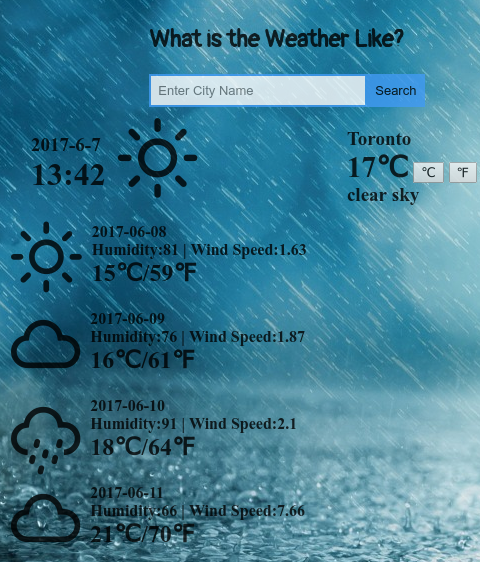 What is the Weather Like?
Enter City Name
Search
2017-6-7
13:42
Toronto
17℃ ℃ ℉
clear sky
2017-06-08
Humidity:81 | Wind Speed:1.63
15℃/59℉
2017-06-09
Humidity:76 | Wind Speed:1.87
16℃/61℉
2017-06-10
Humidity:91 | Wind Speed:2.1
18℃/64℉
2017-06-11
Humidity:66 | Wind Speed:7.66
21℃/70℉